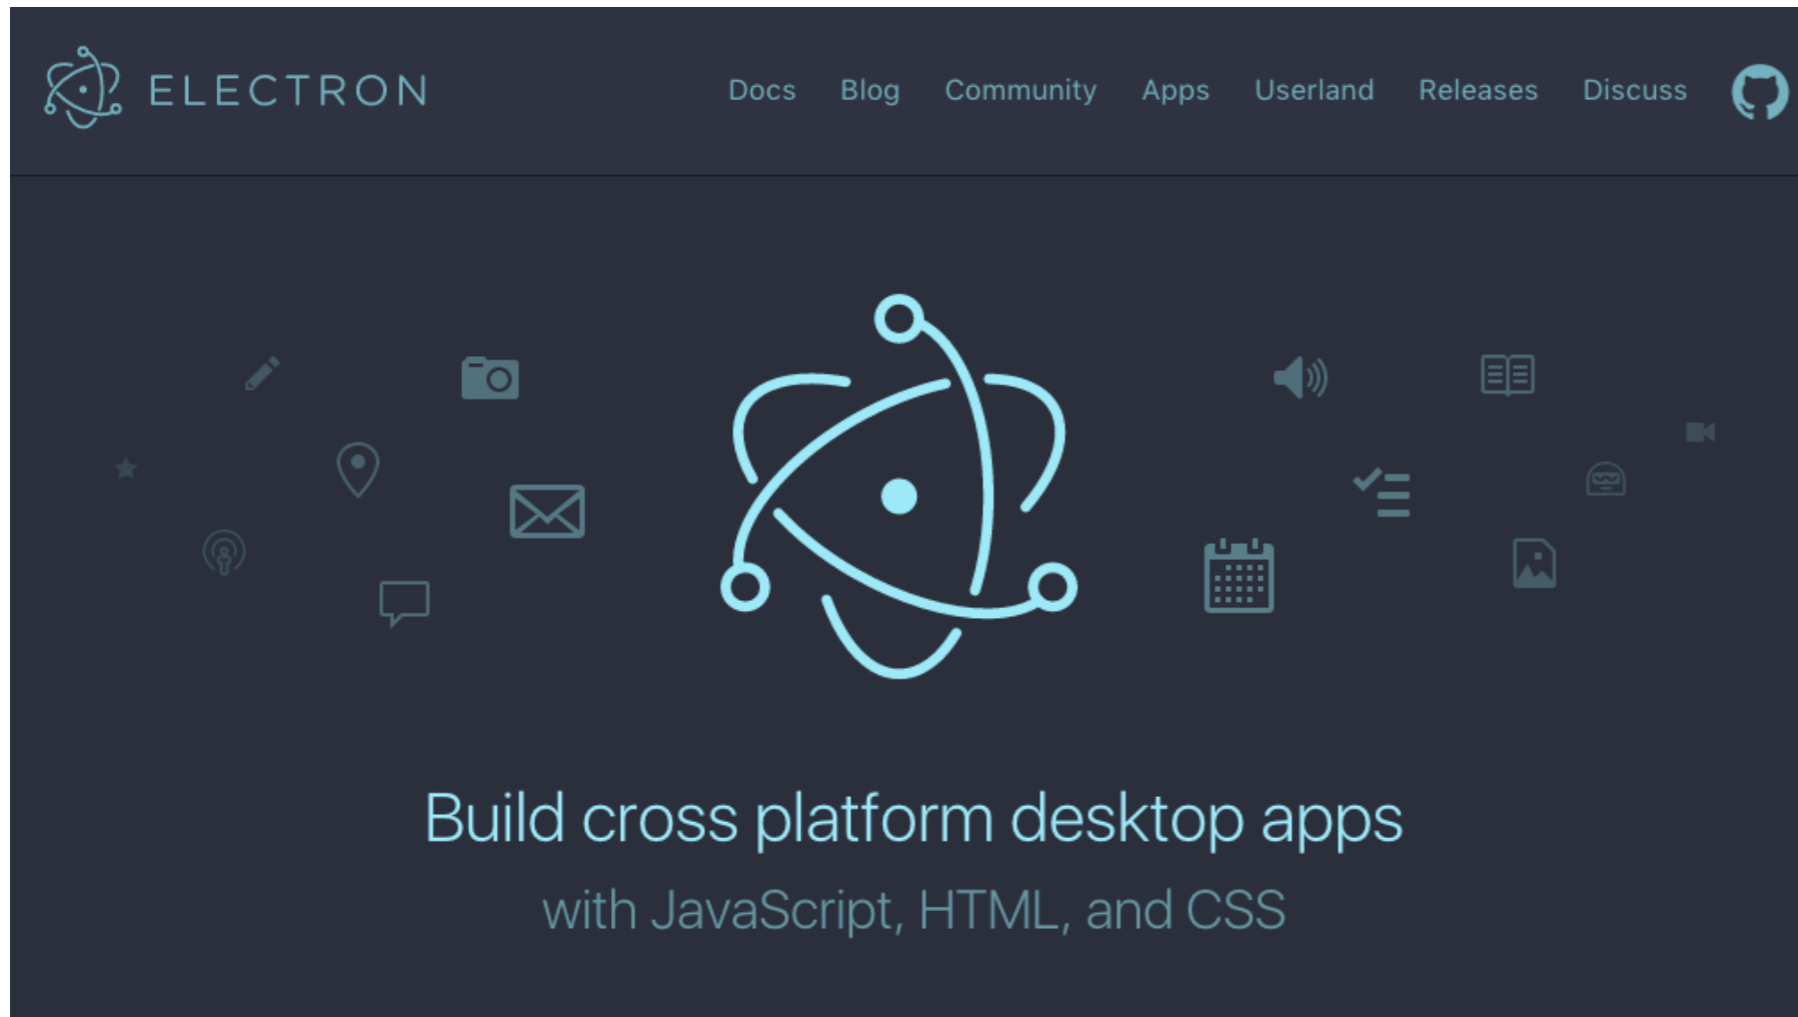 ELECTRON
Docs Blog Community Apps Userland Releases Discuss
Build cross platform desktop apps
with JavaScript, HTML, and CSS